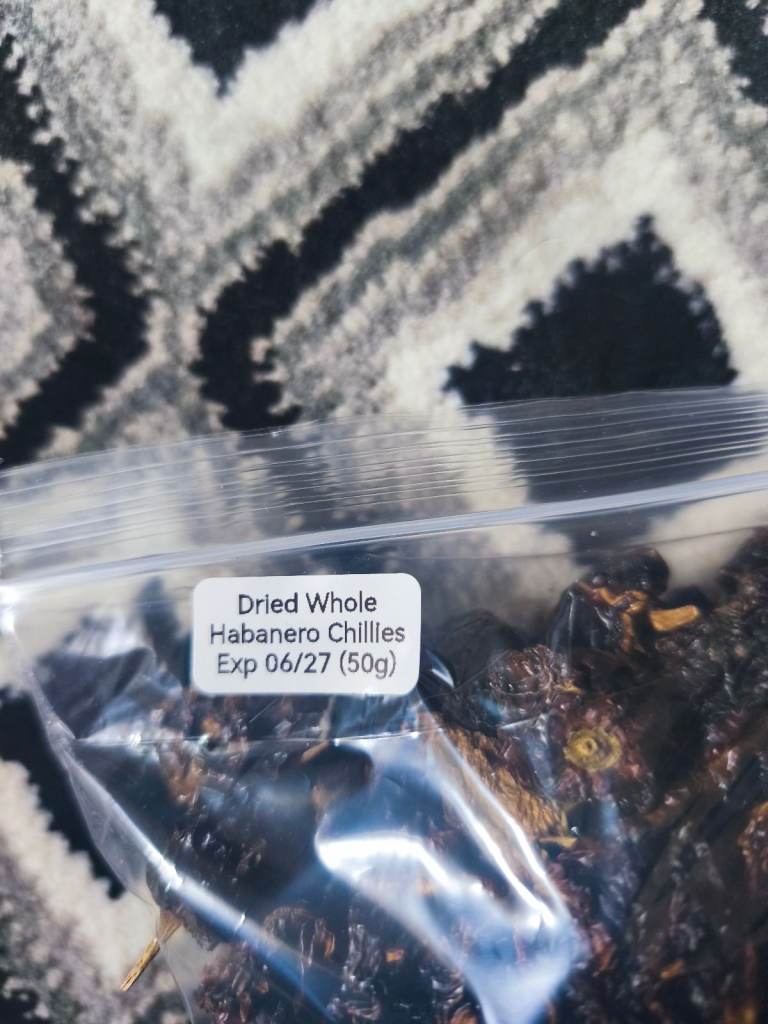 Dried Whole
Habanero Chillies
Exp 06/27 (50g)